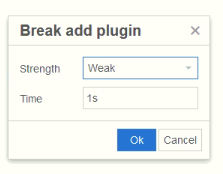 Break add plugin
Strength Weak
Time 1s
Ok Cancel